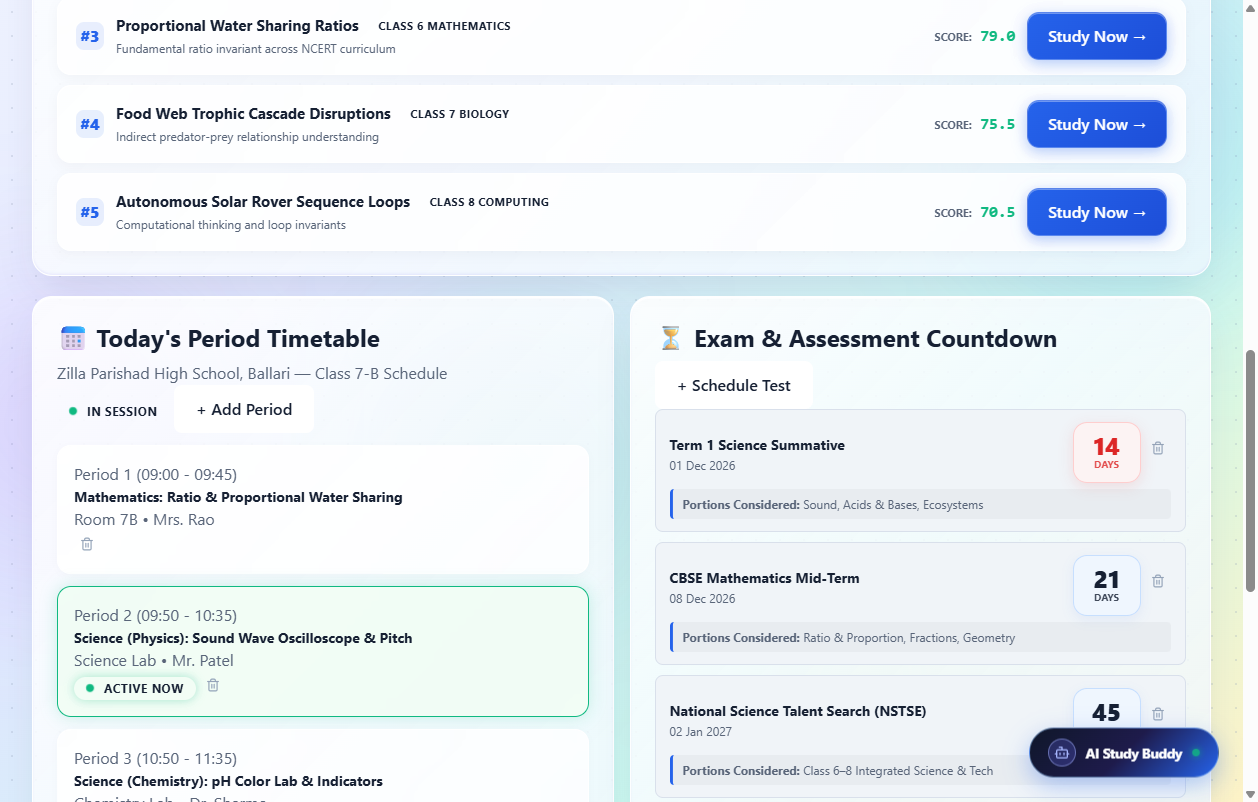 #3
Proportional Water Sharing Ratios CLASS 6 MATHEMATICS
Fundamental ratio invariant across NCERT curriculum
SCORE: 79.0
Study Now →
#4
Food Web Trophic Cascade Disruptions CLASS 7 BIOLOGY
Indirect predator-prey relationship understanding
SCORE: 75.5
Study Now →
#5
Autonomous Solar Rover Sequence Loops CLASS 8 COMPUTING
Computational thinking and loop invariants
SCORE: 70.5
Study Now →
Today's Period Timetable
Zilla Parishad High School, Ballari — Class 7-B Schedule
IN SESSION
+ Add Period
Period 1 (09:00 - 09:45)
Mathematics: Ratio & Proportional Water Sharing
Room 7B • Mrs. Rao
Period 2 (09:50 - 10:35)
Science (Physics): Sound Wave Oscilloscope & Pitch
Science Lab • Mr. Patel
ACTIVE NOW
Period 3 (10:50 - 11:35)
Science (Chemistry): pH Color Lab & Indicators
Chemistry Lab • Dr. Sharma
Exam & Assessment Countdown
+ Schedule Test
Term 1 Science Summative
01 Dec 2026
14
DAYS
Portions Considered: Sound, Acids & Bases, Ecosystems
CBSE Mathematics Mid-Term
08 Dec 2026
21
DAYS
Portions Considered: Ratio & Proportion, Fractions, Geometry
National Science Talent Search (NSTSE)
02 Jan 2027
45
Portions Considered: Class 6–8 Integrated Science & Tech
AI Study Buddy